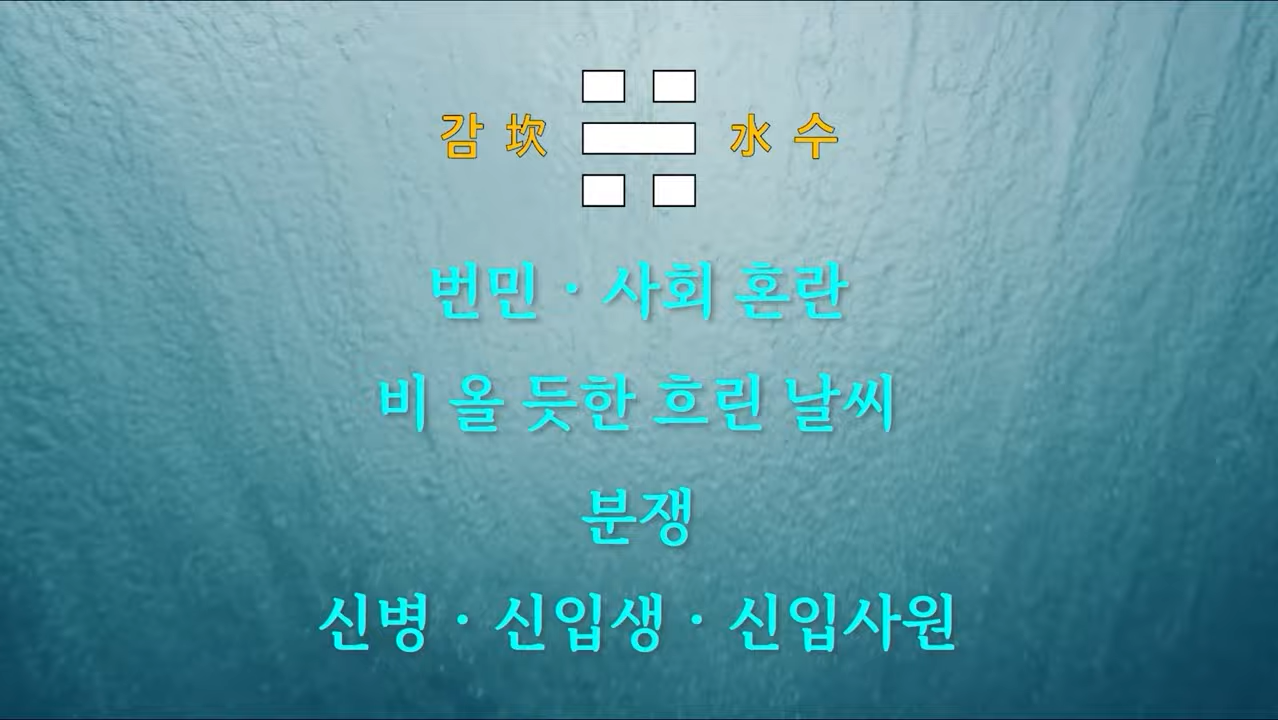 감 坎 水 수
번민 · 사회 혼란
비 올 듯한 흐린 날씨
분쟁
신병 · 신입생 · 신입사원